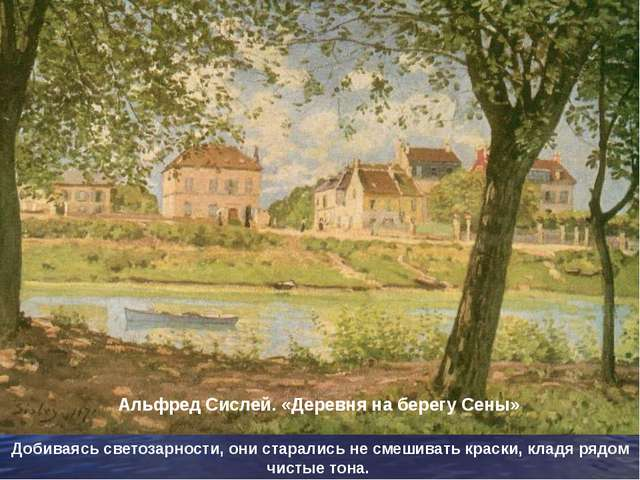 Альфред Сислей. «Деревня на берегу Сены»
Добиваясь светозарности, они старались не смешивать краски, кладя рядом
чистые тона.